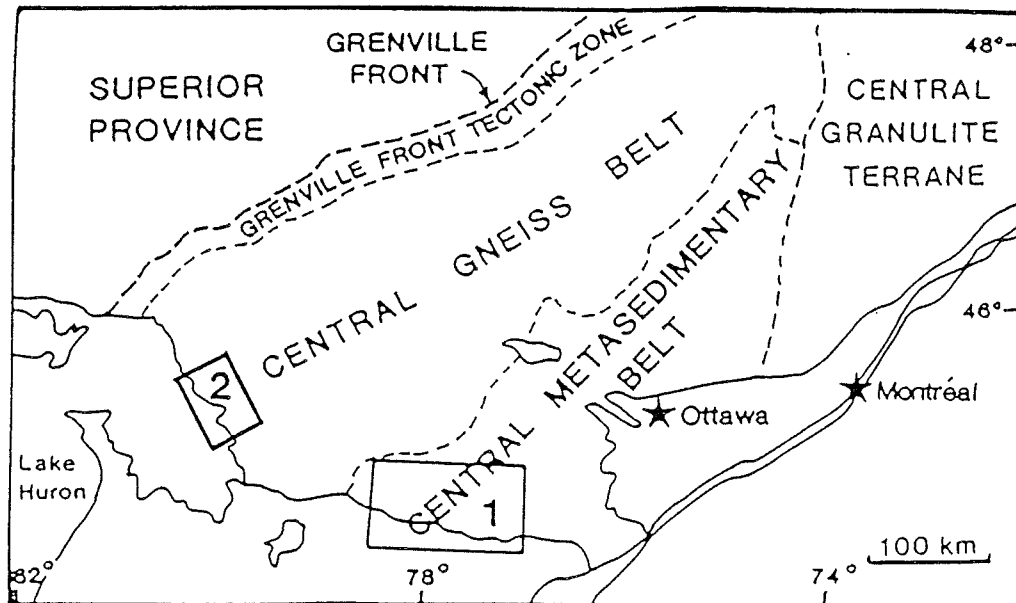 GRENVILLE
FRONT
48°
SUPERIOR
PROVINCE
GRENVILLE FRONT TECTONIC ZONE
CENTRAL
GRANULITE
TERRANE
CENTRAL GNEISS BELT
CENTRAL METASEDIMENTARY
BELT
46°
2
Montréal
Ottawa
Lake
Huron
1
100 km
82°
78°
74°